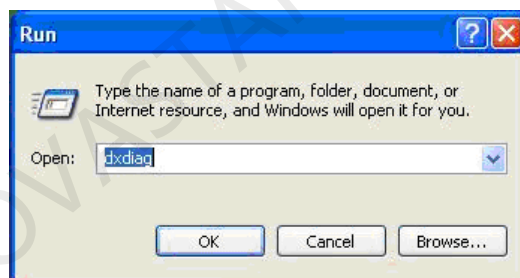 Run
Type the name of a program, folder, document, or
Internet resource, and Windows will open it for you.
Open: dxdiag
OK Cancel Browse...